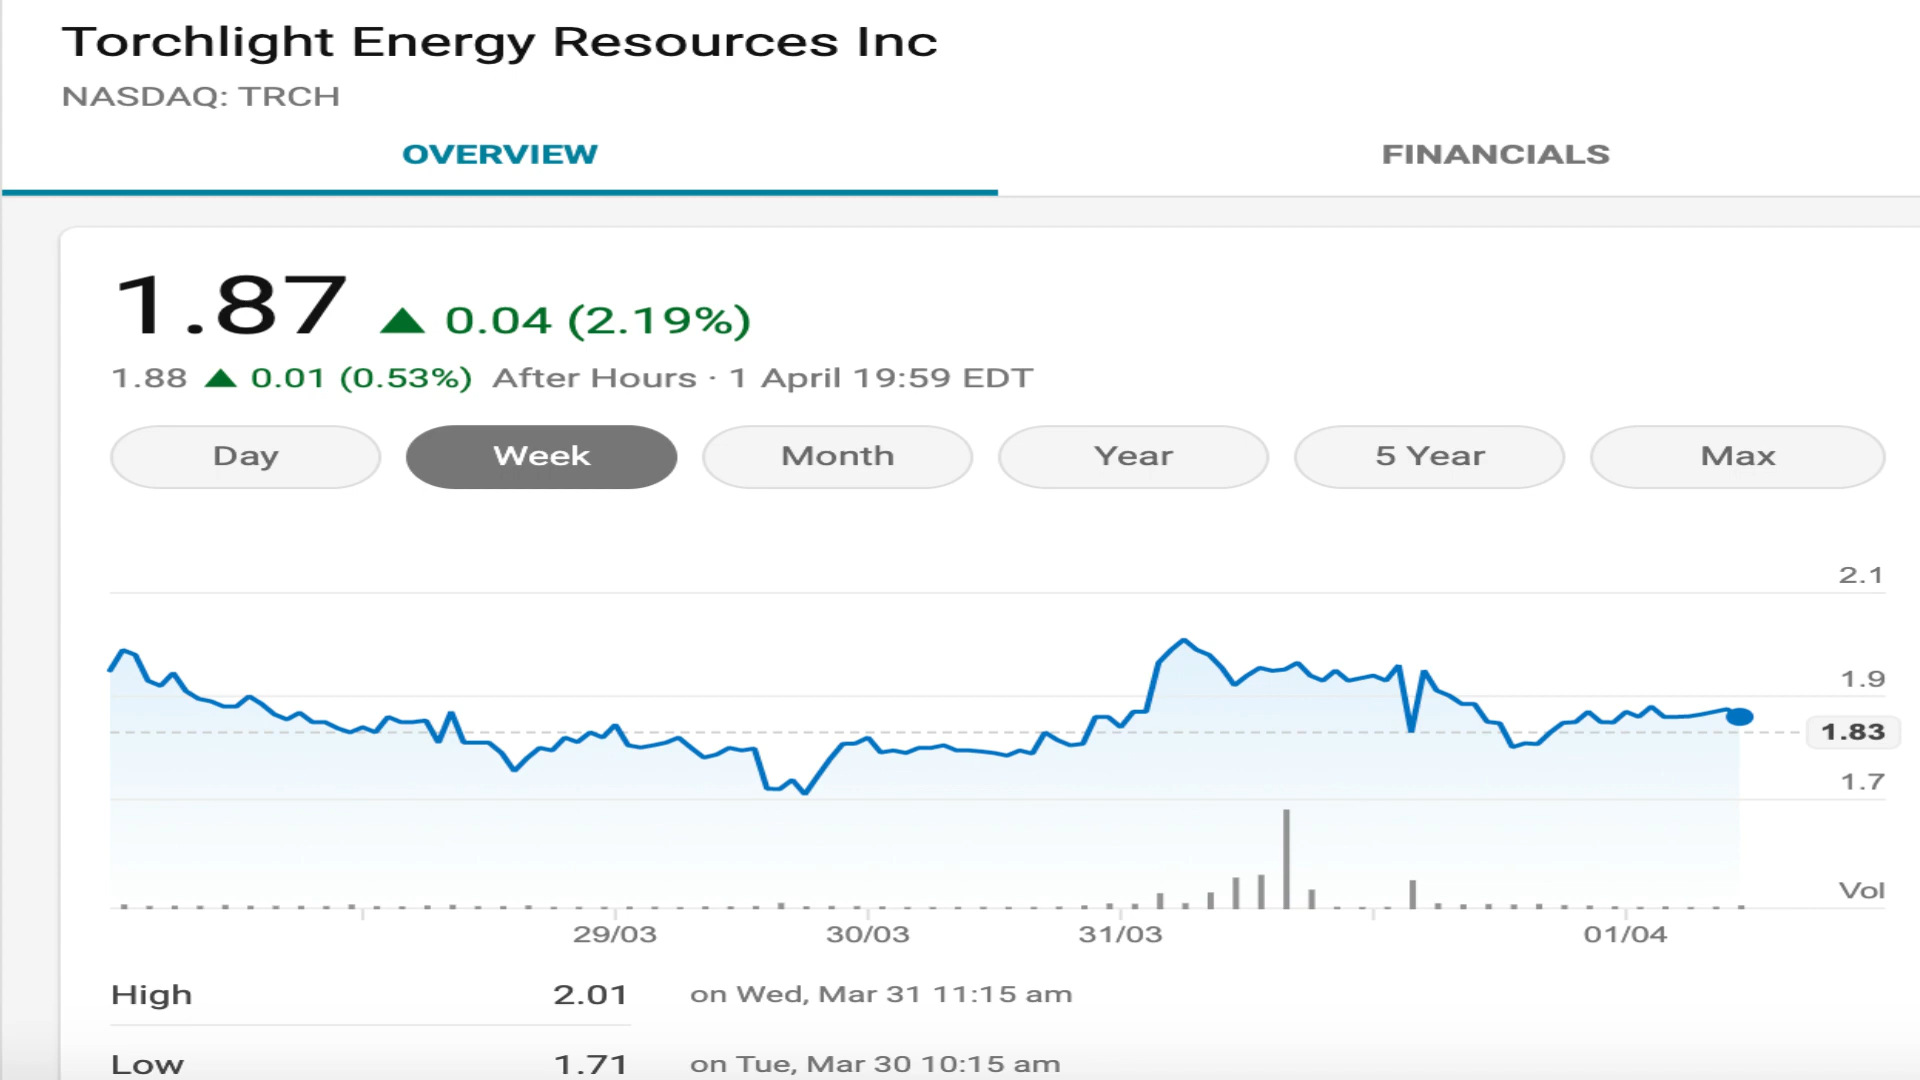 Torchlight Energy Resources Inc
NASDAQ: TRCH
OVERVIEW FINANCIALS
1.87 ▲ 0.04 (2.19%)
1.88 ▲ 0.01 (0.53%) After Hours · 1 April 19:59 EDT
Day Week Month Year 5 Year Max
2.1
1.9
1.83
1.7
Vol
29/03 30/03 31/03 01/04
High 2.01 on Wed, Mar 31 11:15 am
Low 1.71 on Tue, Mar 30 10:15 am